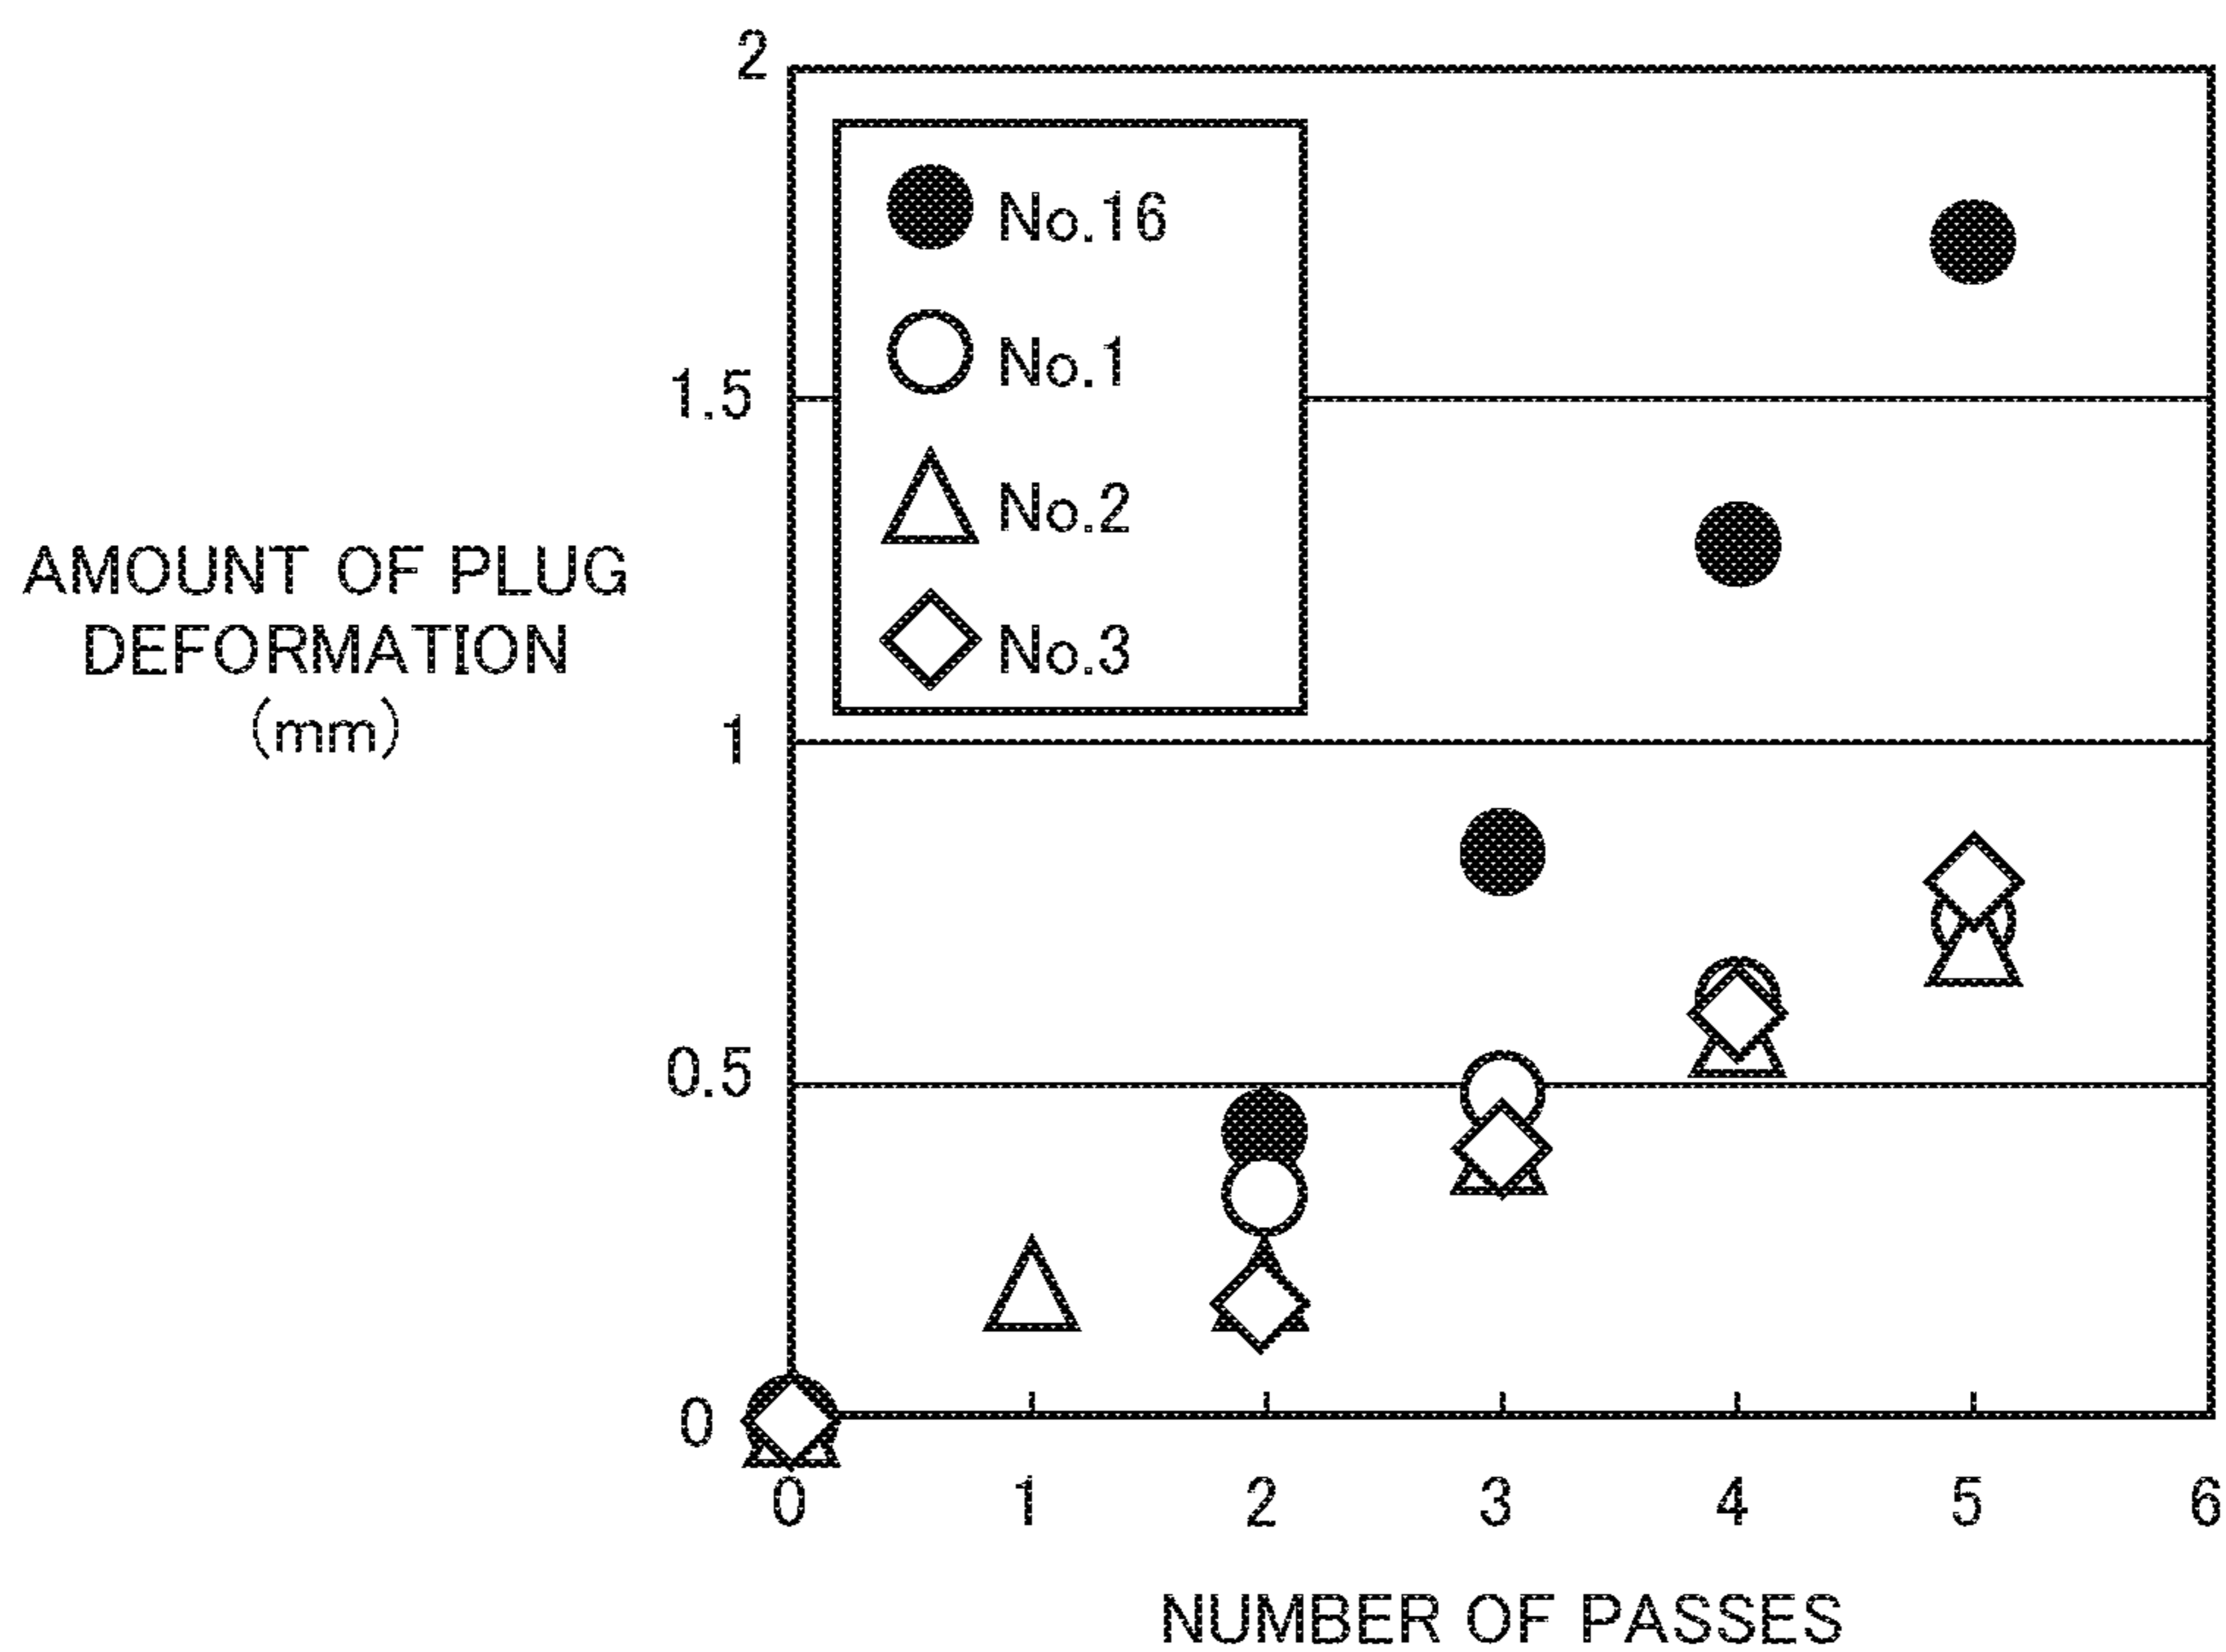 2
1.5
1
0.5
0
AMOUNT OF PLUG
DEFORMATION
(mm)
No.16
No.1
No.2
No.3
0 1 2 3 4 5 6
NUMBER OF PASSES